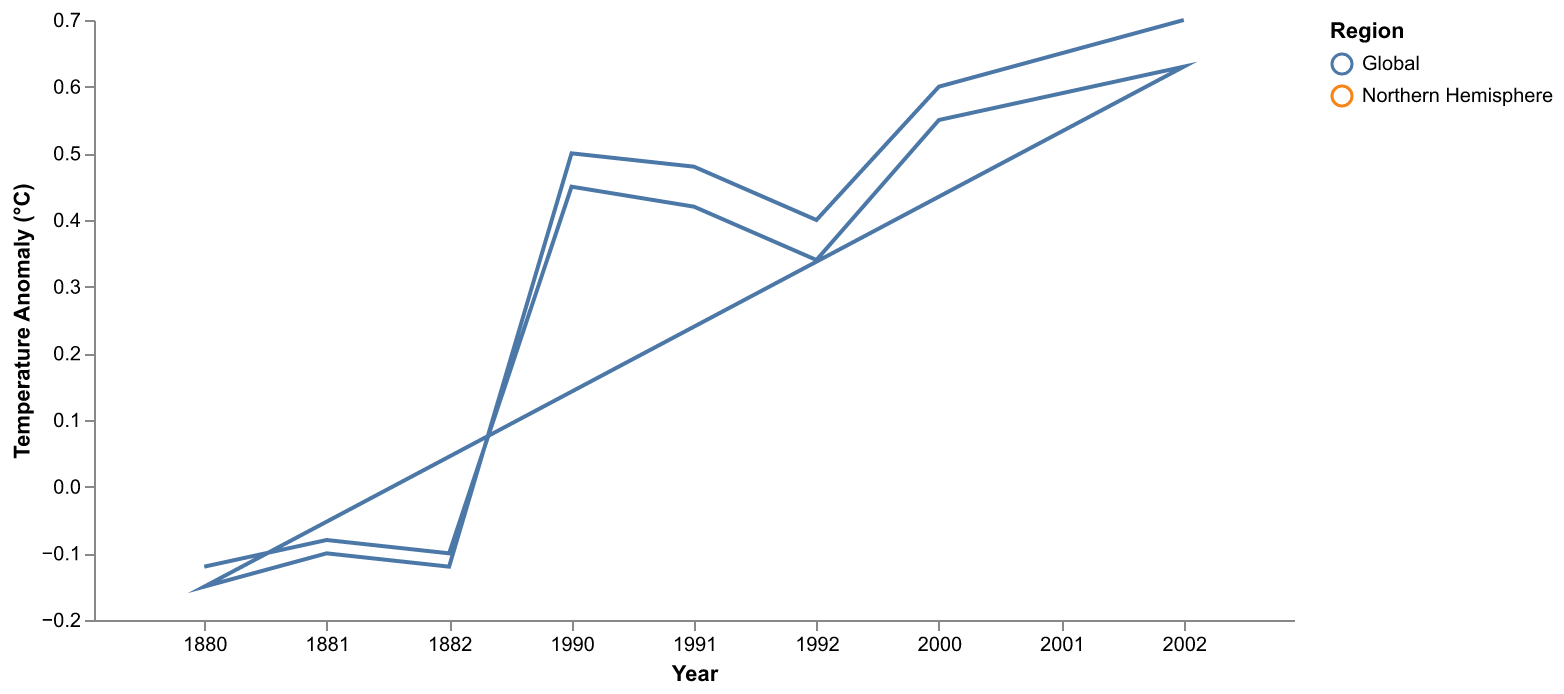 0.7
0.6
0.5
0.4
0.3
0.2
0.1
0.0
−0.1
−0.2
Temperature Anomaly (°C)
1880 1881 1882 1990 1991 1992 2000 2001 2002
Year
Region
Global
Northern Hemisphere